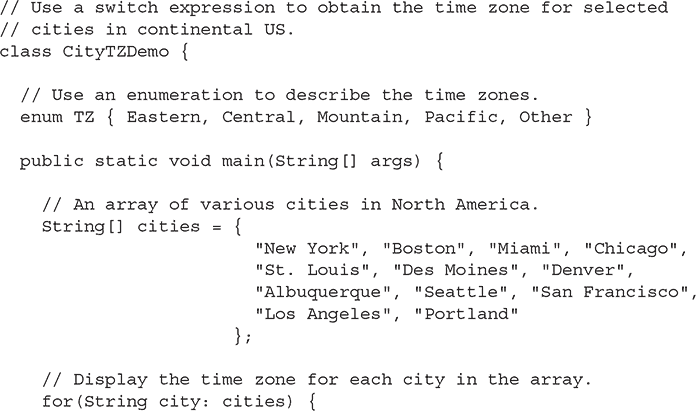 // Use a switch expression to obtain the time zone for selected
// cities in continental US.
class CityTZDemo {
// Use an enumeration to describe the time zones.
enum TZ { Eastern, Central, Mountain, Pacific, Other }
public static void main(String[] args) {
// An array of various cities in North America.
String[] cities = {
"New York", "Boston", "Miami", "Chicago",
"St. Louis", "Des Moines", "Denver",
"Albuquerque", "Seattle", "San Francisco",
"Los Angeles", "Portland"
};
// Display the time zone for each city in the array.
for(String city: cities) {